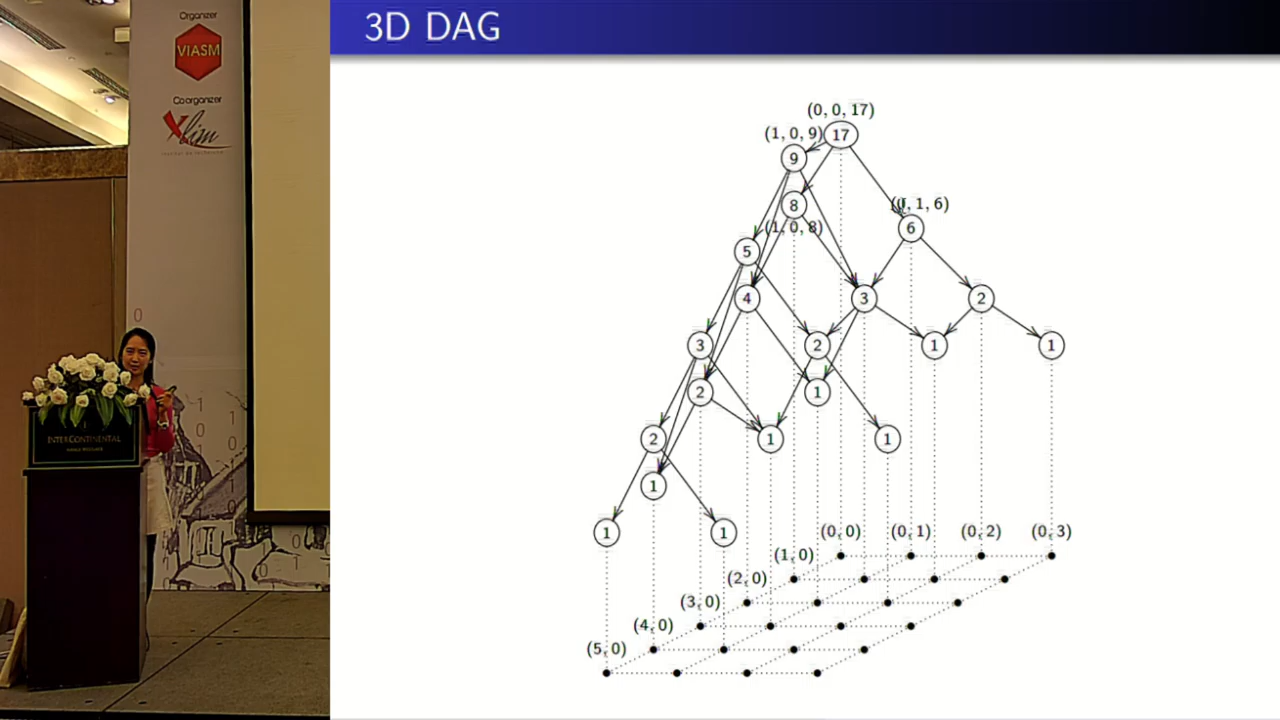 Organizer
VIASM
Coorganizer
Xlim
INTERCONTINENTAL
3D DAG
(0, 0, 17)
(1, 0, 9)
17
9
8
(0, 1, 6)
(1, 0, 8)
6
5
4
3
2
3
2
1
1
2
1
2
1
1
1
1
1
(0, 0)
(0, 1)
(0, 2)
(0, 3)
(1, 0)
(2, 0)
(3, 0)
(4, 0)
(5, 0)